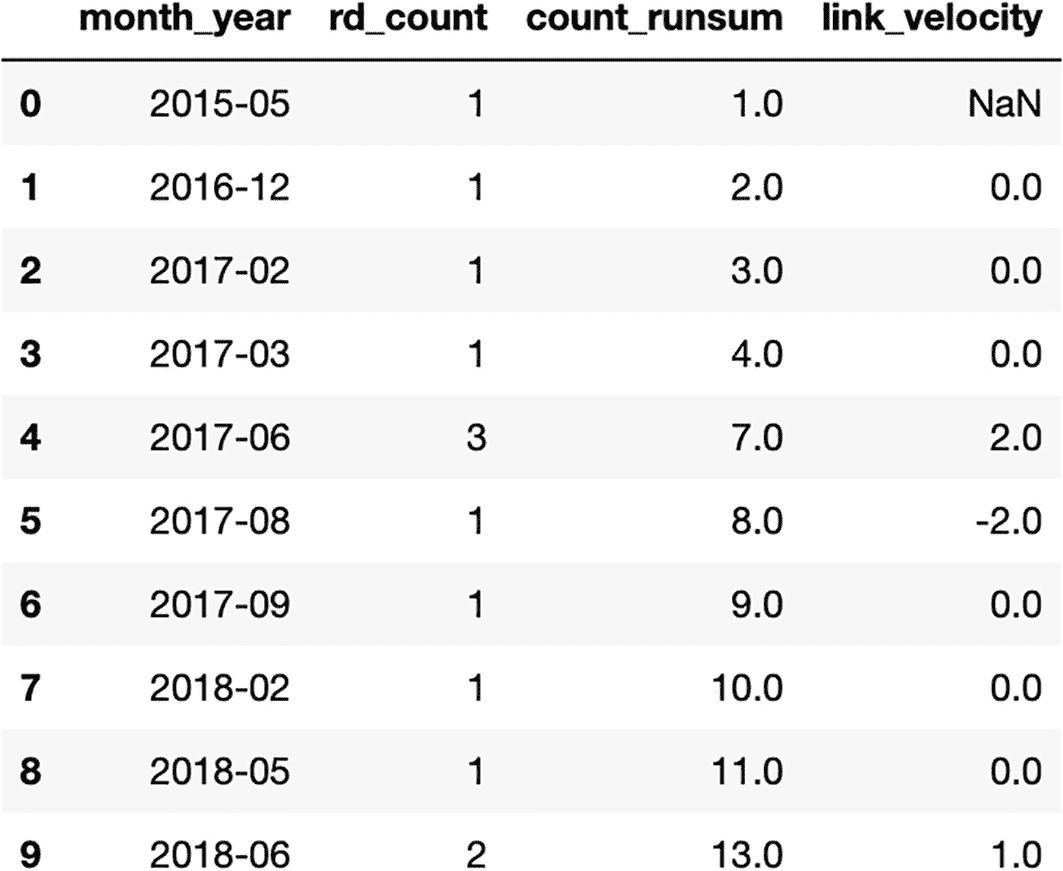 month_year rd_count count_runsum link_velocity
0 2015-05 1 1.0 NaN
1 2016-12 1 2.0 0.0
2 2017-02 1 3.0 0.0
3 2017-03 1 4.0 0.0
4 2017-06 3 7.0 2.0
5 2017-08 1 8.0 -2.0
6 2017-09 1 9.0 0.0
7 2018-02 1 10.0 0.0
8 2018-05 1 11.0 0.0
9 2018-06 2 13.0 1.0